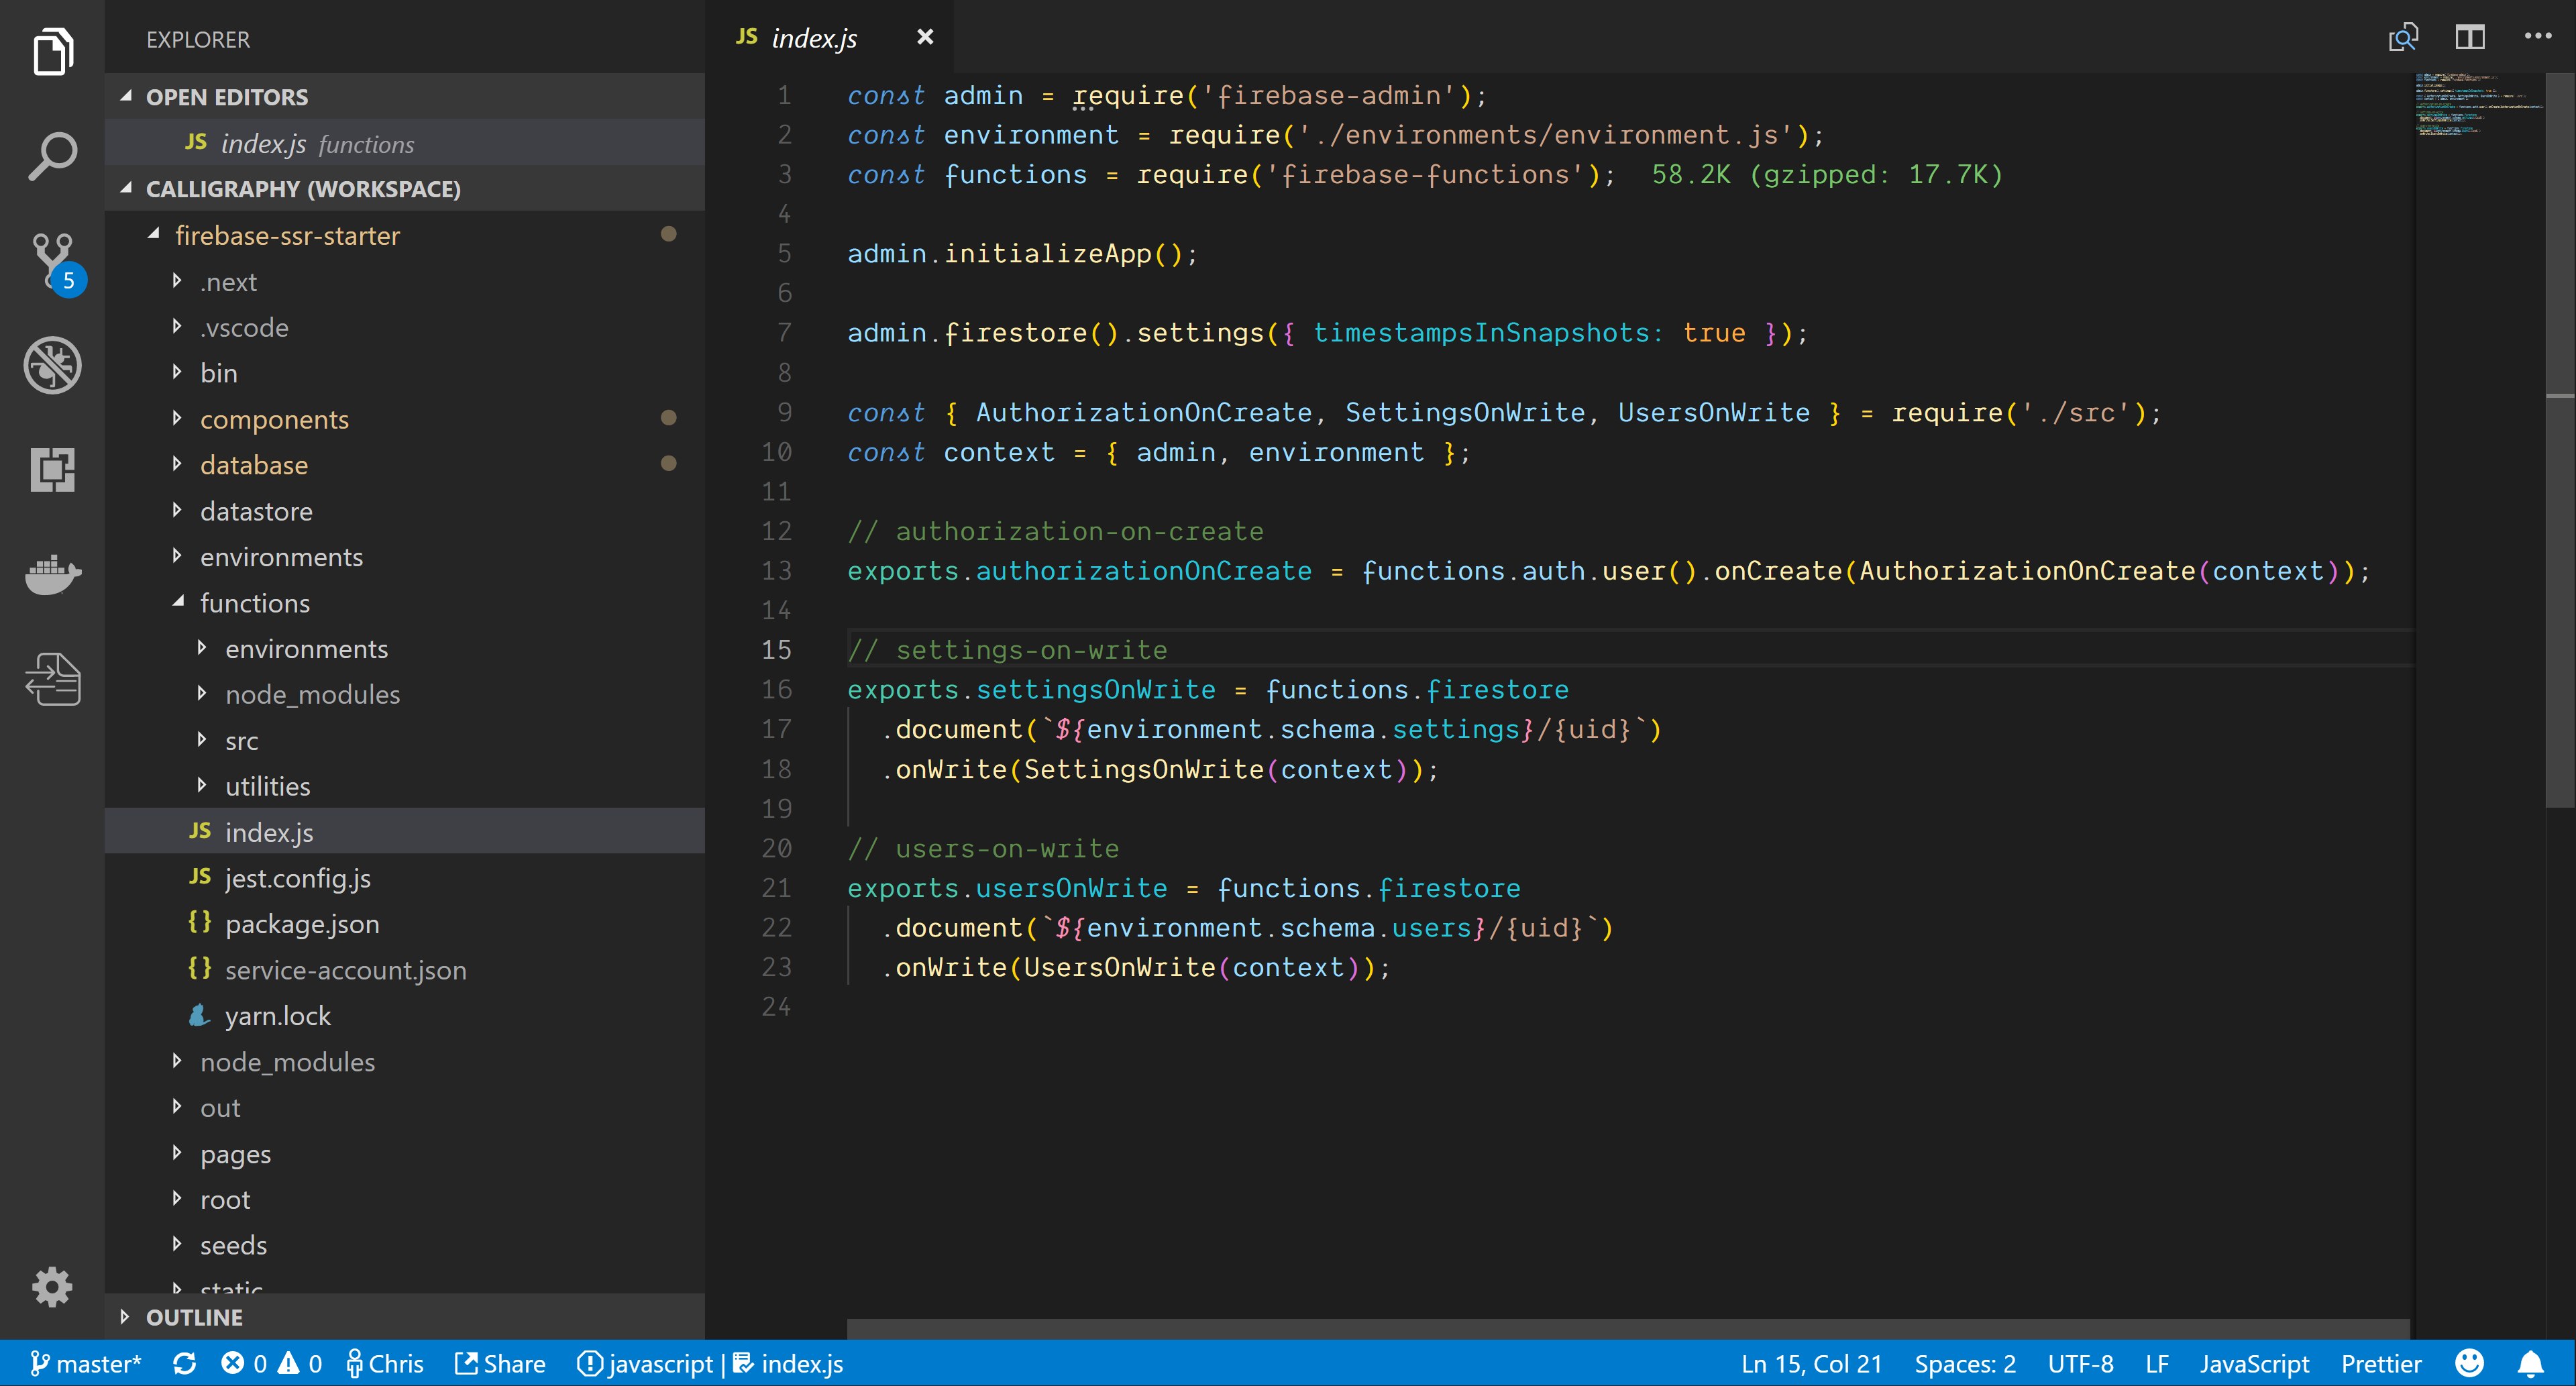 EXPLORER
OPEN EDITORS
JS index.js functions
CALLIGRAPHY (WORKSPACE)
firebase-ssr-starter
.next
.vscode
bin
components
database
datastore
environments
functions
environments
node_modules
src
utilities
JS index.js
JS jest.config.js
{} package.json
{} service-account.json
yarn.lock
node_modules
out
pages
root
seeds
static
OUTLINE
5
JS index.js ×
1 const admin = require('firebase-admin');
2 const environment = require('./environments/environment.js');
3 const functions = require('firebase-functions'); 58.2K (gzipped: 17.7K)
4
5 admin.initializeApp();
6
7 admin.firestore().settings({ timestampsInSnapshots: true });
8
9 const { AuthorizationOnCreate, SettingsOnWrite, UsersOnWrite } = require('./src');
10 const context = { admin, environment };
11
12 // authorization-on-create
13 exports.authorizationOnCreate = functions.auth.user().onCreate(AuthorizationOnCreate(context));
14
15 // settings-on-write
16 exports.settingsOnWrite = functions.firestore
17 .document(`${environment.schema.settings}/{uid}`)
18 .onWrite(SettingsOnWrite(context));
19
20 // users-on-write
21 exports.usersOnWrite = functions.firestore
22 .document(`${environment.schema.users}/{uid}`)
23 .onWrite(UsersOnWrite(context));
24
master* 0 0 Chris Share javascript | index.js Ln 15, Col 21 Spaces: 2 UTF-8 LF JavaScript Prettier